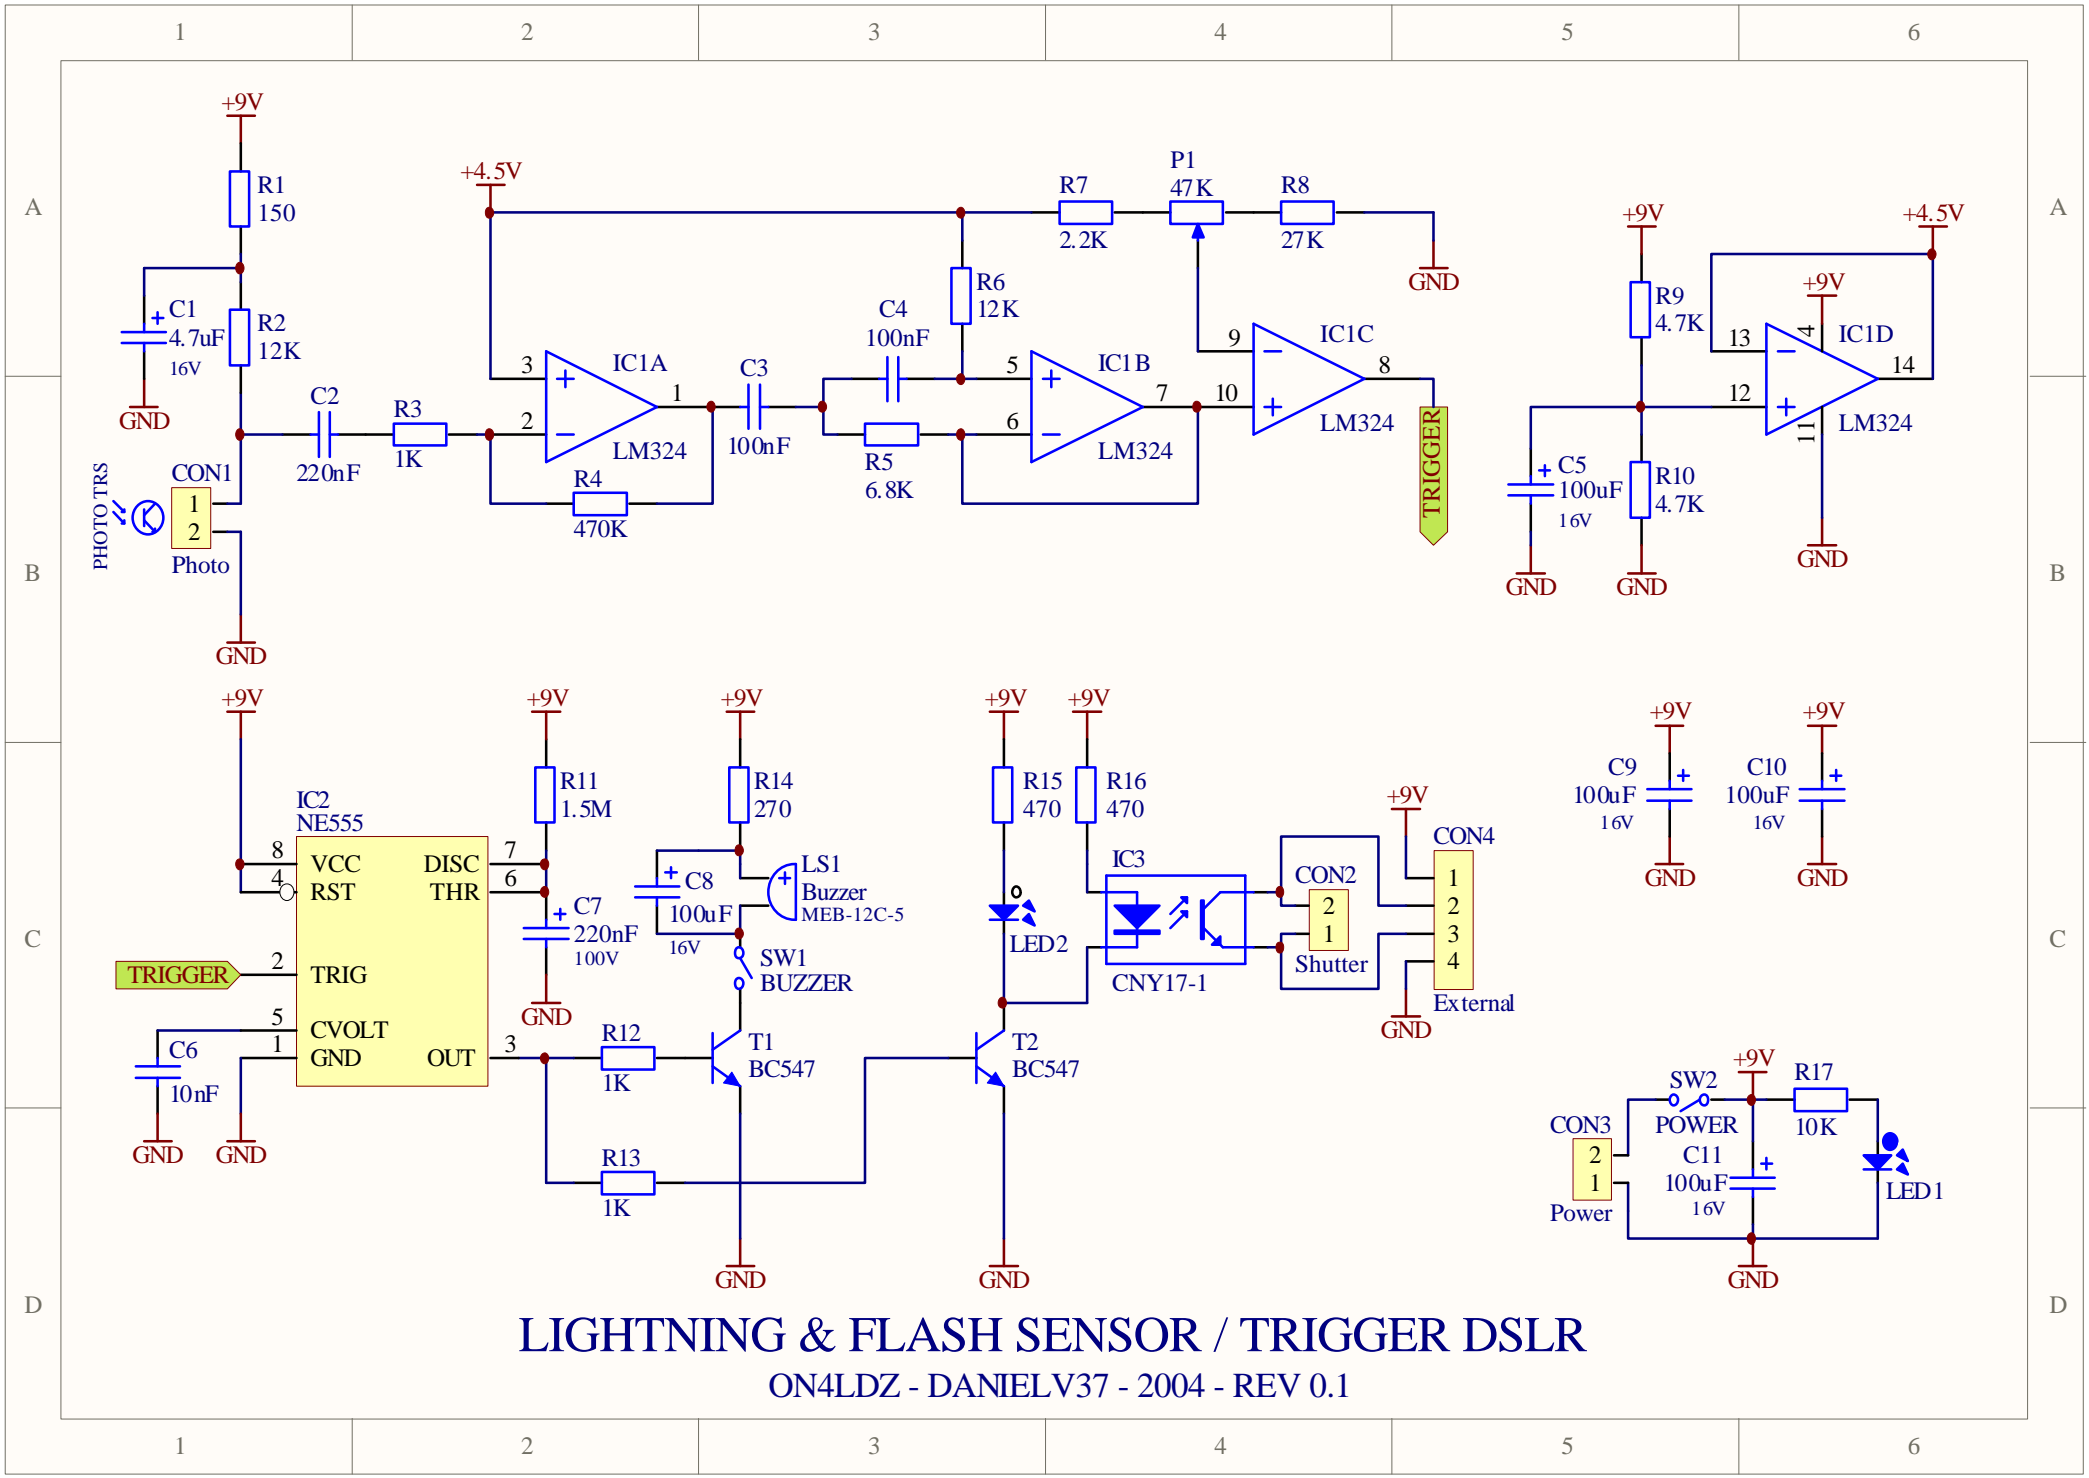 1 2 3 4 5 6
A
B
C
D
A
B
C
D
+9V
R1
150
C1
4.7uF
16V
GND
R2
12K
C2
220nF
R3
1K
CON1
1
2
Photo
PHOTO TRS
GND
+4.5V
3
2
1
IC1A
LM324
R4
470K
C3
100nF
C4
100nF
R5
6.8K
R6
12K
R7
2.2K
P1
47K
R8
27K
GND
5
6
7
IC1B
LM324
9
10
8
IC1C
LM324
TRIGGER
+9V
R9
4.7K
C5
100uF
16V
GND
R10
4.7K
GND
+4.5V
+9V
4
IC1D
13
12
14
11
LM324
GND
+9V
IC2
NE555
8 VCC DISC 7
4 RST THR 6
TRIGGER
2 TRIG
5 CVOLT
1 GND OUT 3
C6
10nF
GND
GND
+9V
R11
1.5M
C7
220nF
100V
GND
+9V
R14
270
C8
100uF
16V
LS1
Buzzer
MEB-12C-5
SW1
BUZZER
R12
1K
T1
BC547
R13
1K
GND
+9V
R15
470
LED2
T2
BC547
GND
+9V
R16
470
IC3
CNY17-1
CON2
2
1
Shutter
+9V
CON4
1
2
3
4
External
GND
+9V
C9
100uF
16V
GND
+9V
C10
100uF
16V
GND
+9V
SW2
POWER
R17
10K
CON3
2
1
Power
C11
100uF
16V
LED1
GND
LIGHTNING & FLASH SENSOR / TRIGGER DSLR
ON4LDZ - DANIELV37 - 2004 - REV 0.1
1 2 3 4 5 6